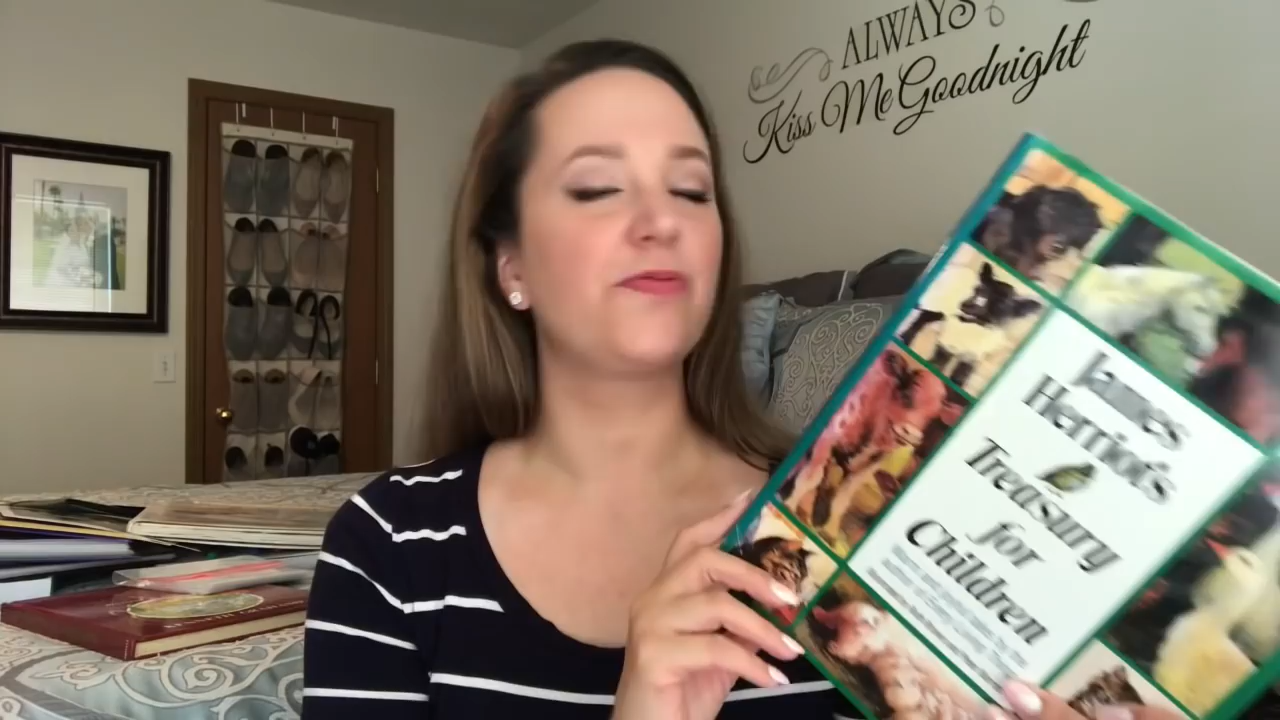 ALWAYS
Kiss Me Goodnight
James
Herriot's
Treasury
for
Children